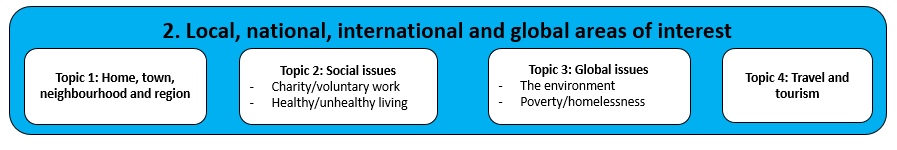 2. Local, national, international and global areas of interest
Topic 1: Home, town,
neighbourhood and region
Topic 2: Social issues
- Charity/voluntary work
- Healthy/unhealthy living
Topic 3: Global issues
- The environment
- Poverty/homelessness
Topic 4: Travel and
tourism